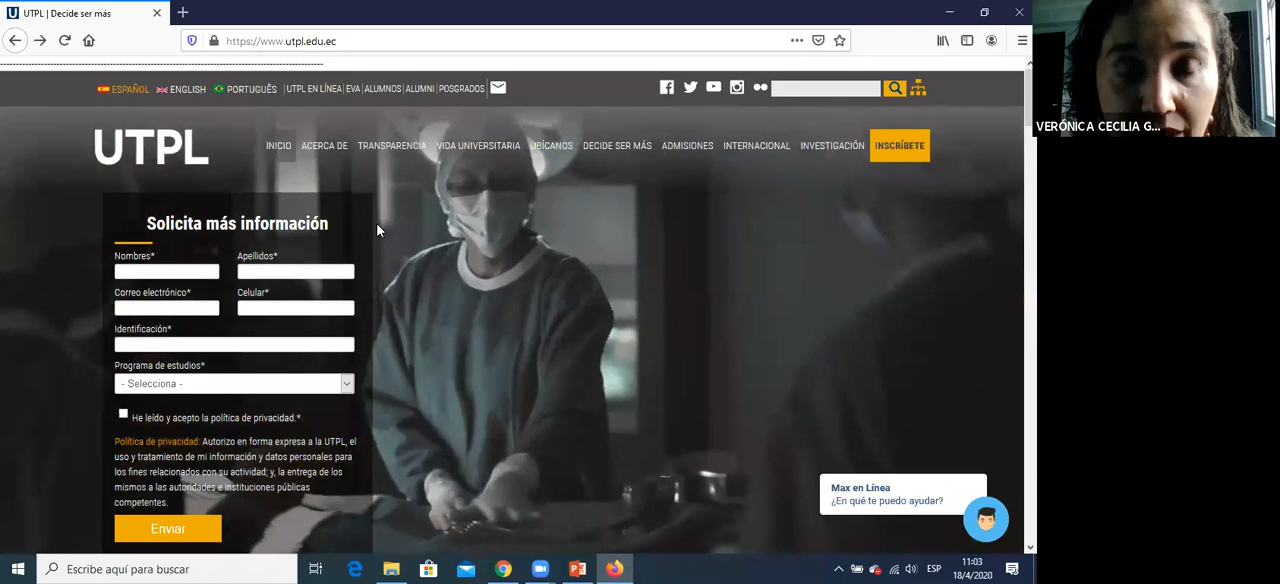 UTPL | Decide ser más
https://www.utpl.edu.ec
VERÓNICA CECILIA G...
ESPAÑOL ENGLISH PORTUGUÊS | UTPL EN LÍNEA | EVA | ALUMNOS | ALUMNI | POSGRADOS
UTPL INICIO ACERCA DE TRANSPARENCIA VIDA UNIVERSITARIA UBÍCANOS DECIDE SER MÁS ADMISIONES INTERNACIONAL INVESTIGACIÓN INSCRÍBETE
Solicita más información
Nombres* Apellidos*
Correo electrónico* Celular*
Identificación*
Programa de estudios*
- Selecciona -
He leído y acepto la política de privacidad.*
Política de privacidad: Autorizo en forma expresa a la UTPL, el
uso y tratamiento de mi información y datos personales para
los fines relacionados con su actividad; y, la entrega de los
mismos a las autoridades e instituciones públicas
competentes.
Enviar
Max en Línea
¿En qué te puedo ayudar?
Escribe aquí para buscar
ESP
11:03
18/4/2020